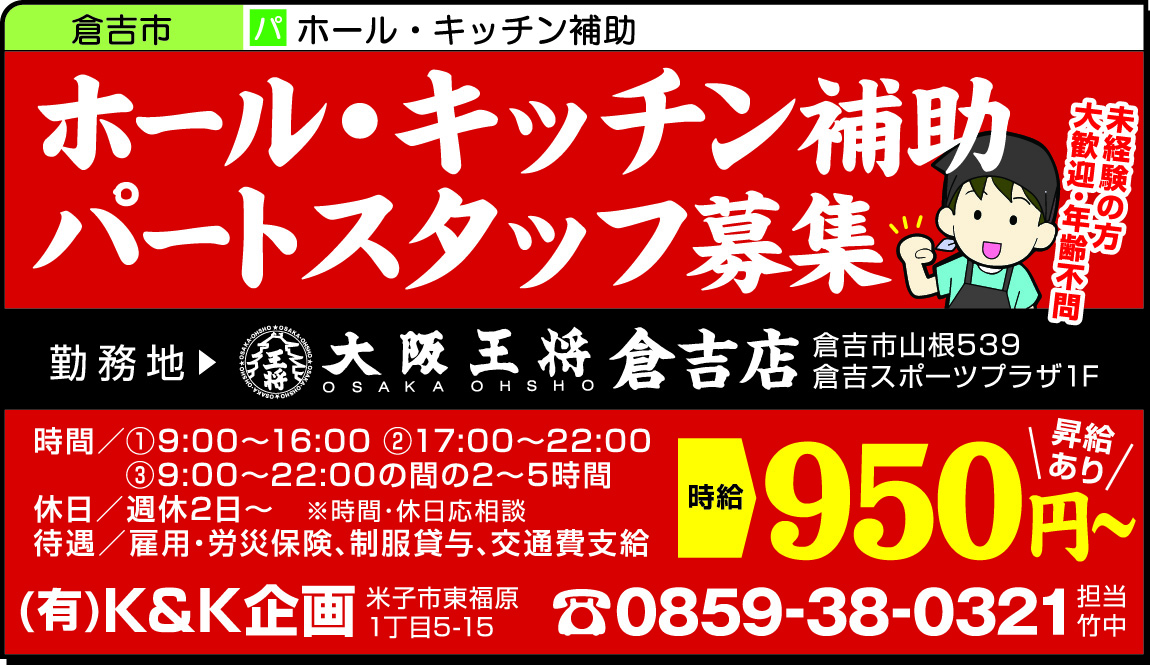 倉吉市
パ ホール・キッチン補助
ホール・キッチン補助
パートスタッフ募集
未経験の方
大歓迎・年齢不問
勤務地▶
OSAKA-OHSHO★OSAKA-OHSHO★OSAKA-OHSHO★
王将
大阪王将 倉吉店
OSAKA OHSHO
倉吉市山根539
倉吉スポーツプラザ1F
時間／①9:00〜16:00 ②17:00〜22:00
③9:00〜22:00の間の2〜5時間
休日／週休2日〜 ※時間・休日応相談
待遇／雇用・労災保険、制服貸与、交通費支給
時給 950円〜
昇給
あり
(有)K&K企画
米子市東福原
1丁目5-15
☎0859-38-0321
担当
竹中